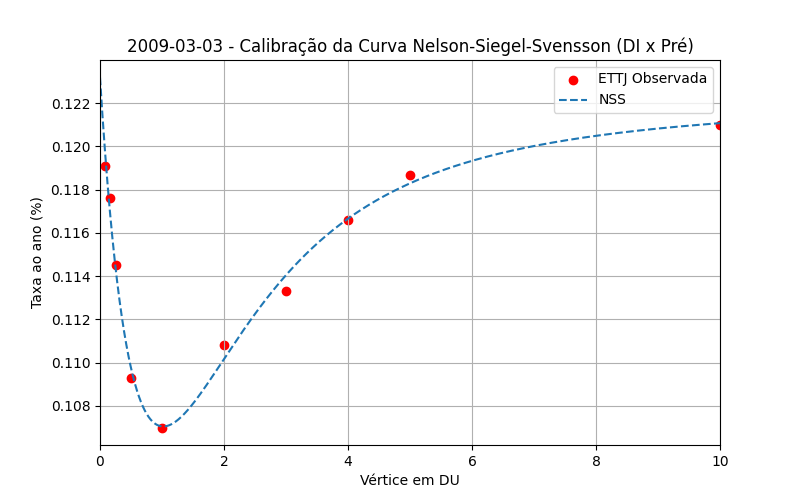 2009-03-03 - Calibração da Curva Nelson-Siegel-Svensson (DI x Pré)
ETTJ Observada
NSS
Taxa ao ano (%)
0.122
0.120
0.118
0.116
0.114
0.112
0.110
0.108
0 2 4 6 8 10
Vértice em DU